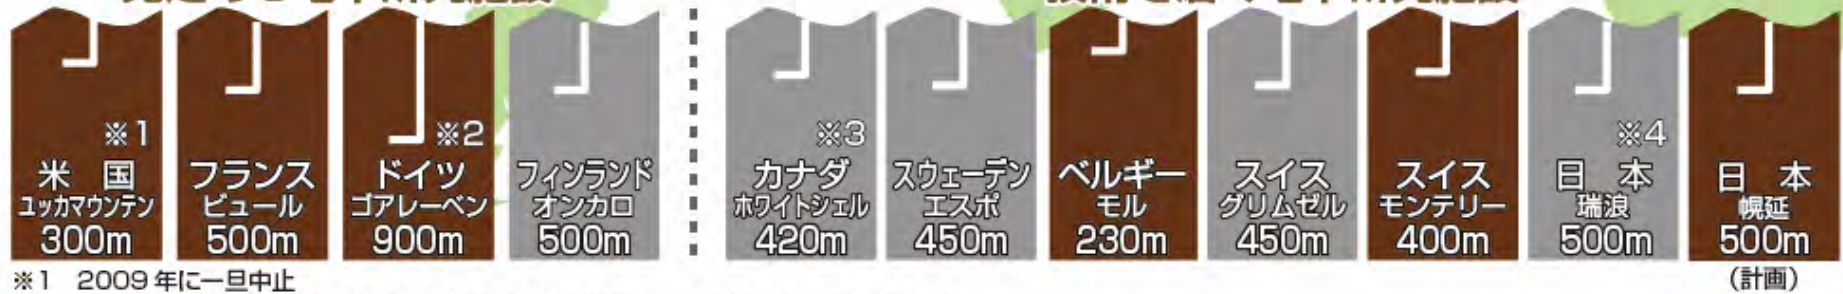 ※1
米 国
ユッカマウンテン
300m
フランス
ビュール
500m
※2
ドイツ
ゴアレーベン
900m
フィンランド
オンカロ
500m
※3
カナダ
ホワイトシェル
420m
スウェーデン
エスポ
450m
ベルギー
モル
230m
スイス
グリムゼル
450m
スイス
モンテリー
400m
※4
日 本
瑞浪
500m
日 本
幌延
500m
(計画)
※1 2009年に一旦中止